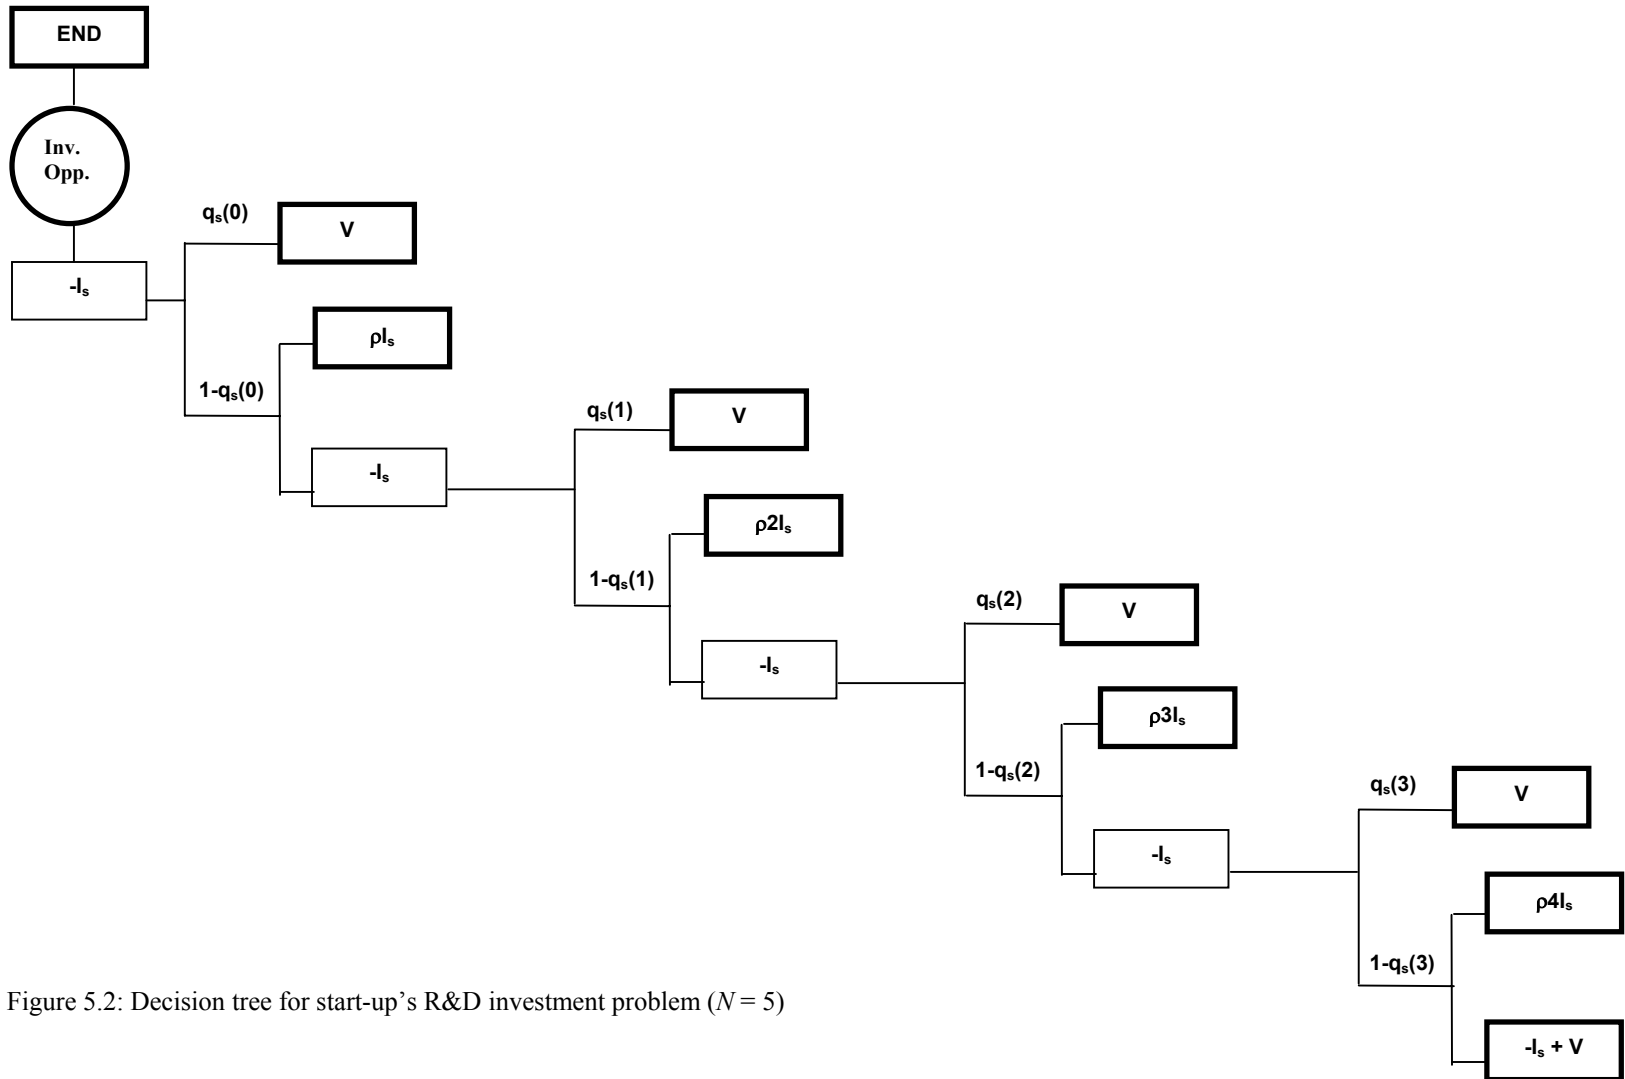 END
Inv.
Opp.
-Iₛ
qₛ(0)
V
ρIₛ
1-qₛ(0)
-Iₛ
qₛ(1)
V
ρ2Iₛ
1-qₛ(1)
-Iₛ
qₛ(2)
V
ρ3Iₛ
1-qₛ(2)
-Iₛ
qₛ(3)
V
ρ4Iₛ
1-qₛ(3)
-Iₛ + V
Figure 5.2: Decision tree for start-up’s R&D investment problem (N = 5)